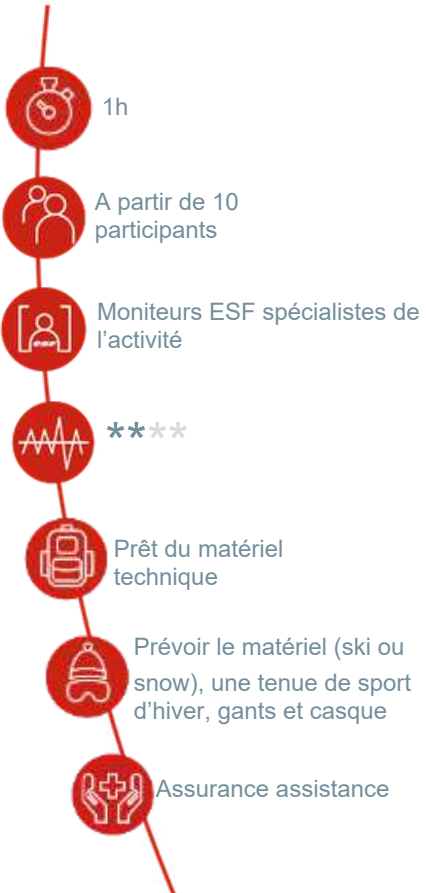 1h
A partir de 10
participants
Moniteurs ESF spécialistes de
l’activité
esf
****
Prêt du matériel
technique
Prévoir le matériel (ski ou
snow), une tenue de sport
d’hiver, gants et casque
Assurance assistance